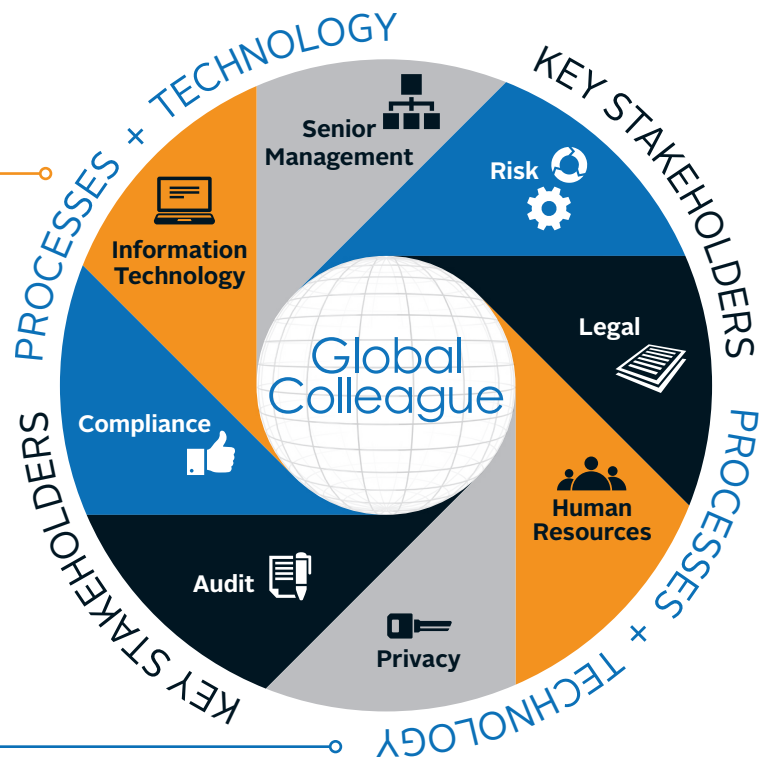 PROCESSES + TECHNOLOGY
KEY STAKEHOLDERS
Senior
Management
Risk
Information
Technology
Legal
Global
Colleague
Compliance
Human
Resources
Audit
Privacy
KEY STAKEHOLDERS
PROCESSES + TECHNOLOGY